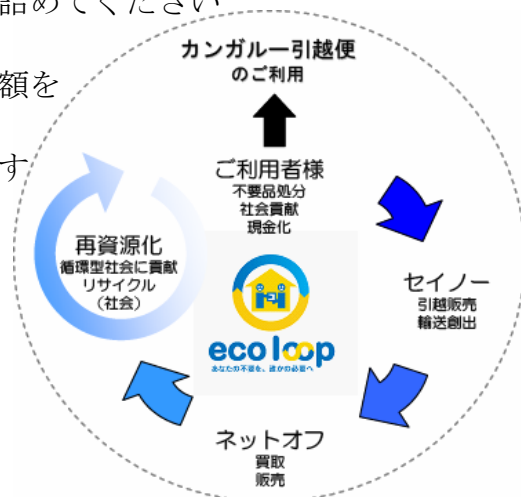 詰めてください
額を
す
カンガルー引越便
のご利用
ご利用者様
不要品処分
社会貢献
現金化
再資源化
循環型社会に貢献
リサイクル
（社会）
セイノー
引越販売
輸送創出
eco loop
あなたの不要を、誰かの必要へ
ネットオフ
買取
販売